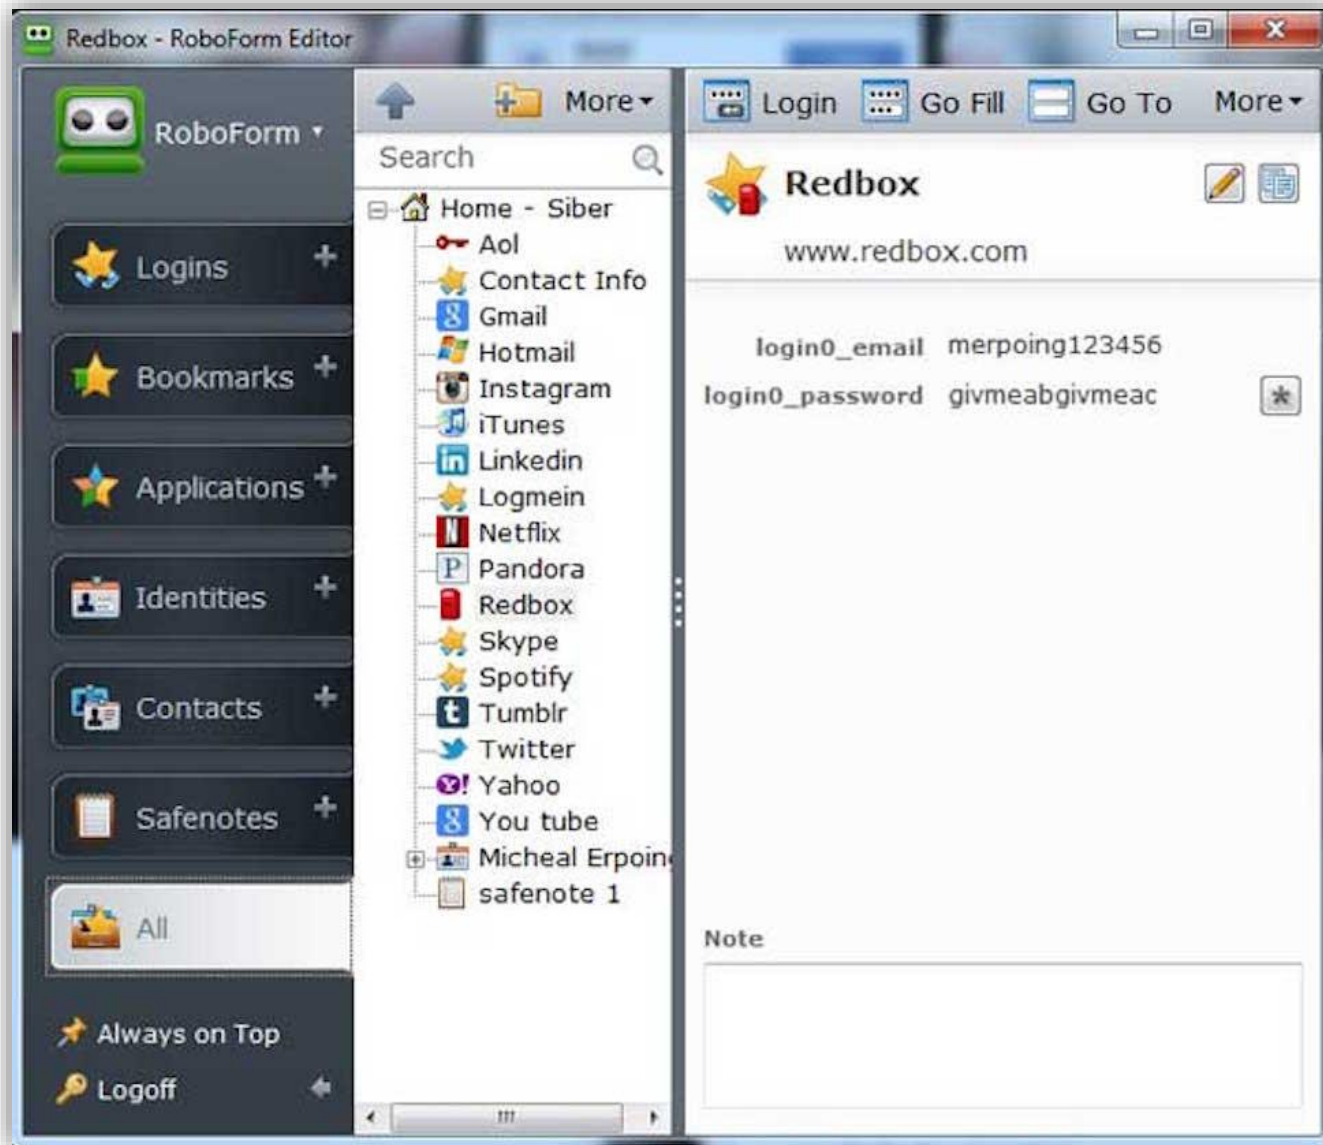 Redbox - RoboForm Editor
RoboForm
Logins
Bookmarks
Applications
Identities
Contacts
Safenotes
All
Always on Top
Logoff
More
Search
Home - Siber
Aol
Contact Info
Gmail
Hotmail
Instagram
iTunes
Linkedin
Logmein
Netflix
Pandora
Redbox
Skype
Spotify
Tumblr
Twitter
Yahoo
You tube
Micheal Erpoin
safenote 1
Login Go Fill Go To More
Redbox
www.redbox.com
login0_email merpoing123456
login0_password givmeabgivmeac
Note